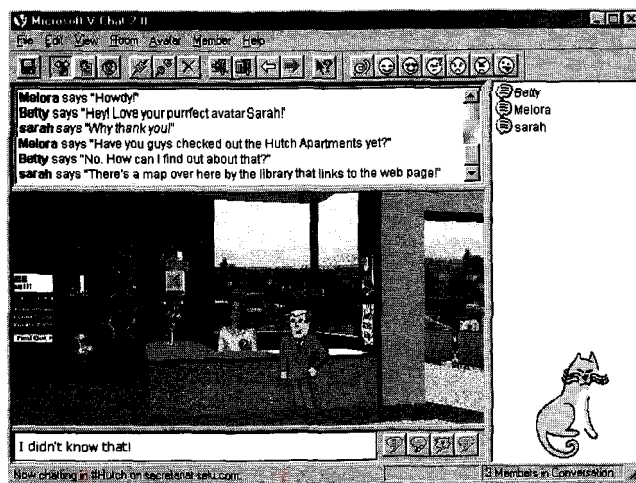 Microsoft V-Chat 2.0
File Edit View Room Avatar Member Help
Melora says "Howdy!"
Betty says "Hey! Love your purrfect avatar Sarah!"
sarah says "Why thank you!"
Melora says "Have you guys checked out the Hutch Apartments yet?"
Betty says "No. How can I find out about that?"
sarah says "There's a map over here by the library that links to the web page!"
Betty
Melora
sarah
I didn't know that!
Now chatting in #Hutch on
3 Members in Conversation